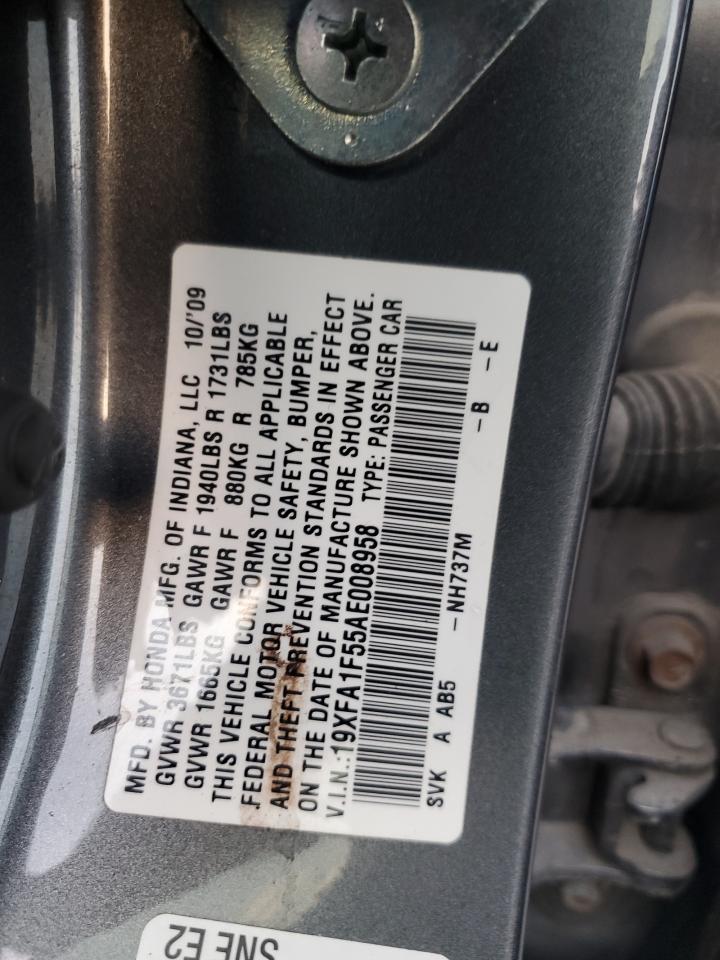 MFD. BY HONDA MFG. OF INDIANA, LLC 10/'09
GVWR 3671LBS GAWR F 1940LBS R 1731LBS
GVWR 1665KG GAWR F 880KG R 785KG
THIS VEHICLE CONFORMS TO ALL APPLICABLE
FEDERAL MOTOR VEHICLE SAFETY, BUMPER,
AND THEFT PREVENTION STANDARDS IN EFFECT
ON THE DATE OF MANUFACTURE SHOWN ABOVE.
V.I.N.:19XFA1F55AE008958 TYPE: PASSENGER CAR
SVK A AB5 -NH737M -B -E
SNE E2